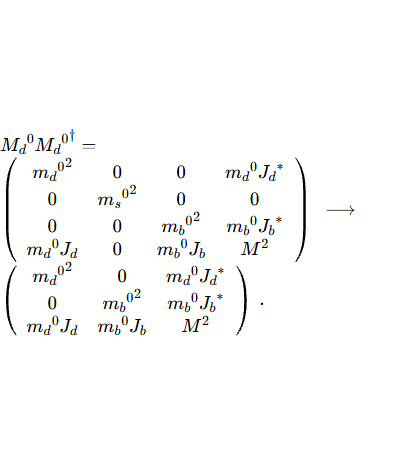 M_d^0 M_d^{0†} =
( m_d^{0 2} 0 0 m_d^0 J_d^*
0 m_s^{0 2} 0 0
0 0 m_b^{0 2} m_b^0 J_b^*
m_d^0 J_d 0 m_b^0 J_b M^2 ) ⟶
( m_d^{0 2} 0 m_d^0 J_d^*
0 m_b^{0 2} m_b^0 J_b^*
m_d^0 J_d m_b^0 J_b M^2 ) .